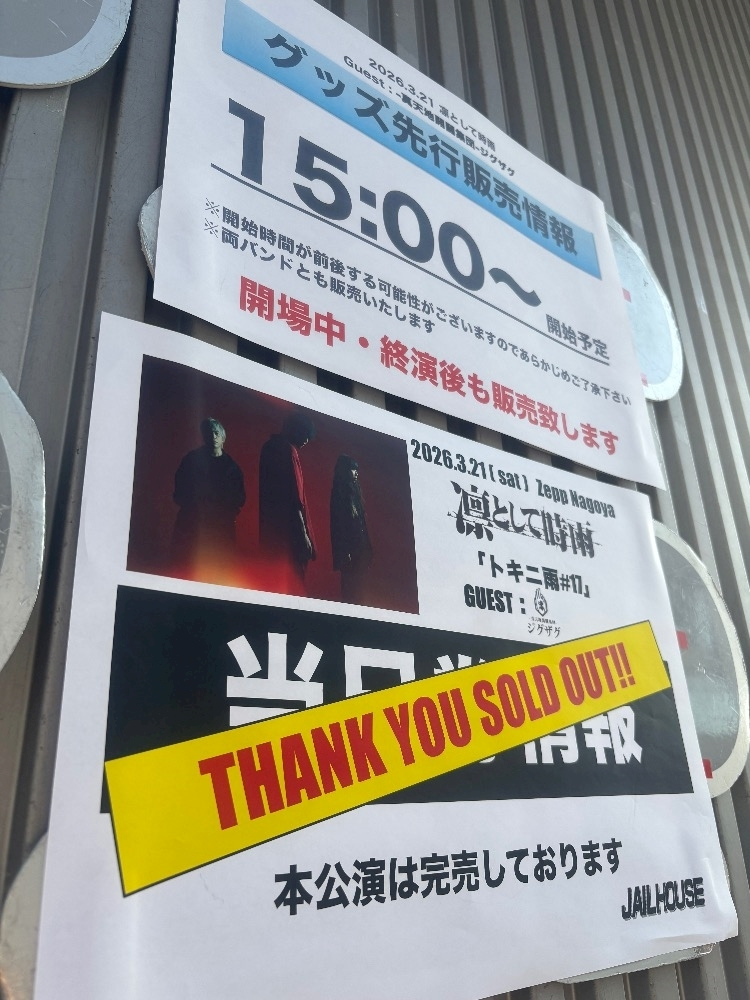 2026.3.21 凛として時雨
Guest：-真天地開闢集団-ジグザグ
グッズ先行販売情報
15:00～
開始予定
※開始時間が前後する可能性がございますのであらかじめご了承下さい
※両バンドとも販売いたします
開場中・終演後も販売致します
2026.3.21( sat ) Zepp Nagoya
凛として時雨
「トキニ雨#17」
GUEST：
ジグザグ
当日
情報
THANK YOU SOLD OUT!!
本公演は完売しております
JAILHOUSE